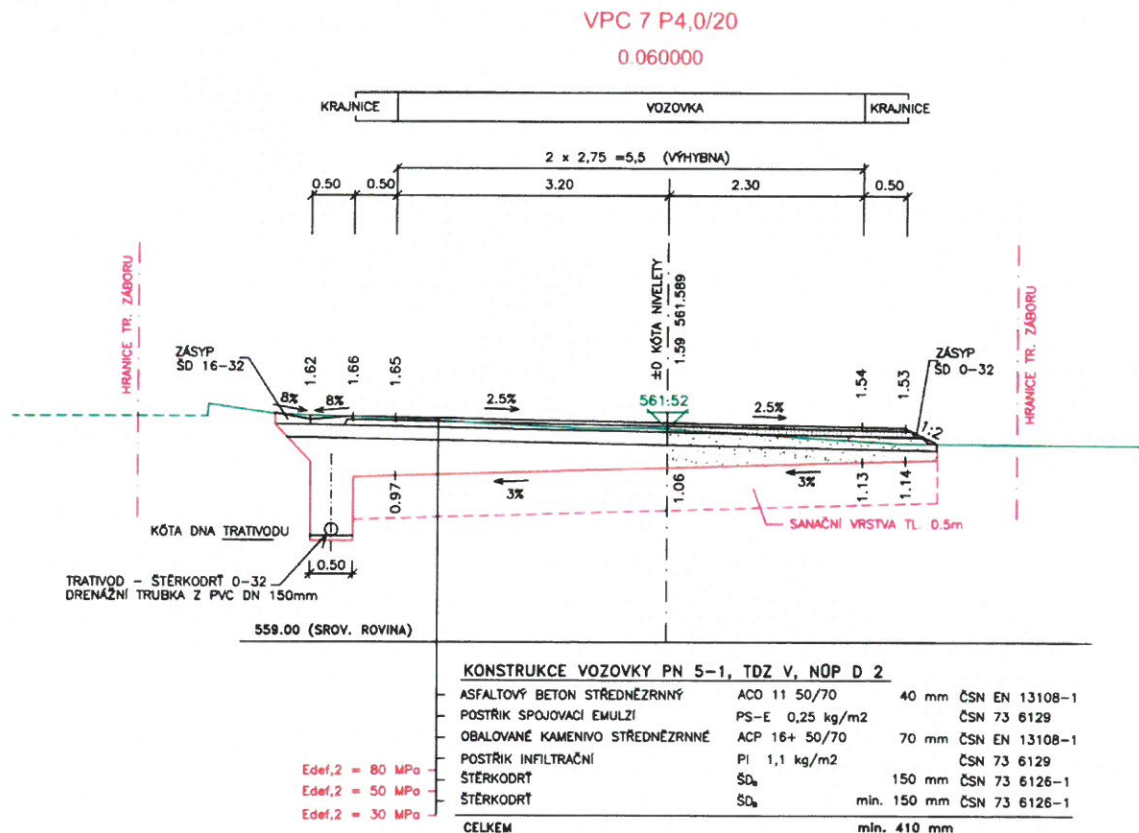 VPC 7 P4,0/20
0.060000
KRAJNICE VOZOVKA KRAJNICE
2 x 2,75 =5,5 (VÝHYBNA)
0.50 0.50 3.20 2.30 0.50
HRANICE TR. ZÁBORU
HRANICE TR. ZÁBORU
±0 KÓTA NIVELETY
1.59 561.589
ZÁSYP
ŠD 16-32
ZÁSYP
ŠD 0-32
1.62 1.66 1.65 1.54 1.53
561:52
8% 8% 2.5% 2.5% 1:2
0.97 1.06 1.13 1.14
3% 3%
SANAČNÍ VRSTVA TL. 0.5m
KÓTA DNA TRATIVODU
0.50
TRATIVOD - ŠTĚRKODRŤ 0-32
DRENÁŽNÍ TRUBKA Z PVC DN 150mm
559.00 (SROV. ROVINA)
KONSTRUKCE VOZOVKY PN 5-1, TDZ V, NÚP D 2
ASFALTOVÝ BETON STŘEDNĚZRNNÝ ACO 11 50/70 40 mm ČSN EN 13108-1
POSTŘIK SPOJOVACÍ EMULZÍ PS-E 0,25 kg/m2 ČSN 73 6129
OBALOVANÉ KAMENIVO STŘEDNĚZRNNÉ ACP 16+ 50/70 70 mm ČSN EN 13108-1
POSTŘIK INFILTRAČNÍ PI 1,1 kg/m2 ČSN 73 6129
Edef,2 = 80 MPa
ŠTĚRKODRŤ 150 mm ČSN 73 6126-1
Edef,2 = 50 MPa
ŠTĚRKODRŤ min. 150 mm ČSN 73 6126-1
Edef,2 = 30 MPa
CELKEM min. 410 mm